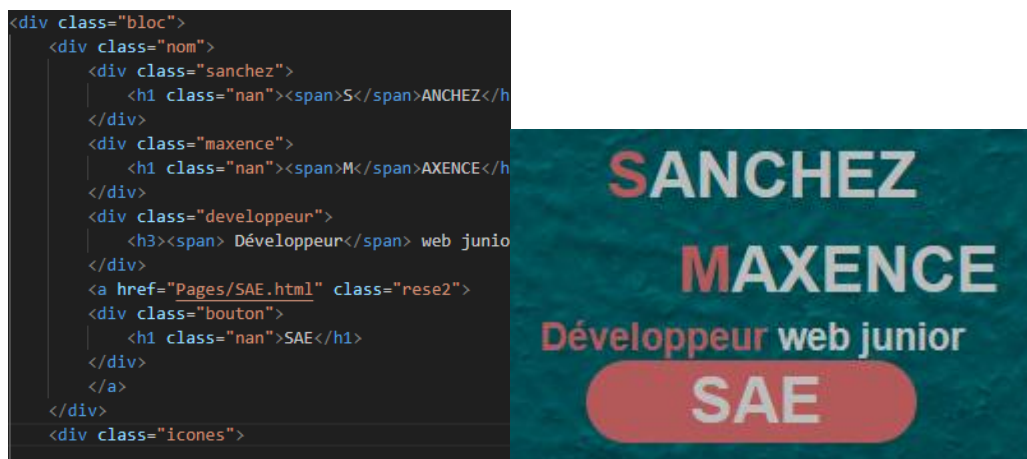 <div class="bloc">
<div class="nom">
<div class="sanchez">
<h1 class="nan"><span>S</span>ANCHEZ</h
</div>
<div class="maxence">
<h1 class="nan"><span>M</span>AXENCE</h
</div>
<div class="developpeur">
<h3><span> Développeur</span> web junio
</div>
<a href="Pages/SAE.html" class="rese2">
<div class="bouton">
<h1 class="nan">SAE</h1>
</div>
</a>
</div>
<div class="icones">
SANCHEZ
MAXENCE
Développeur web junior
SAE